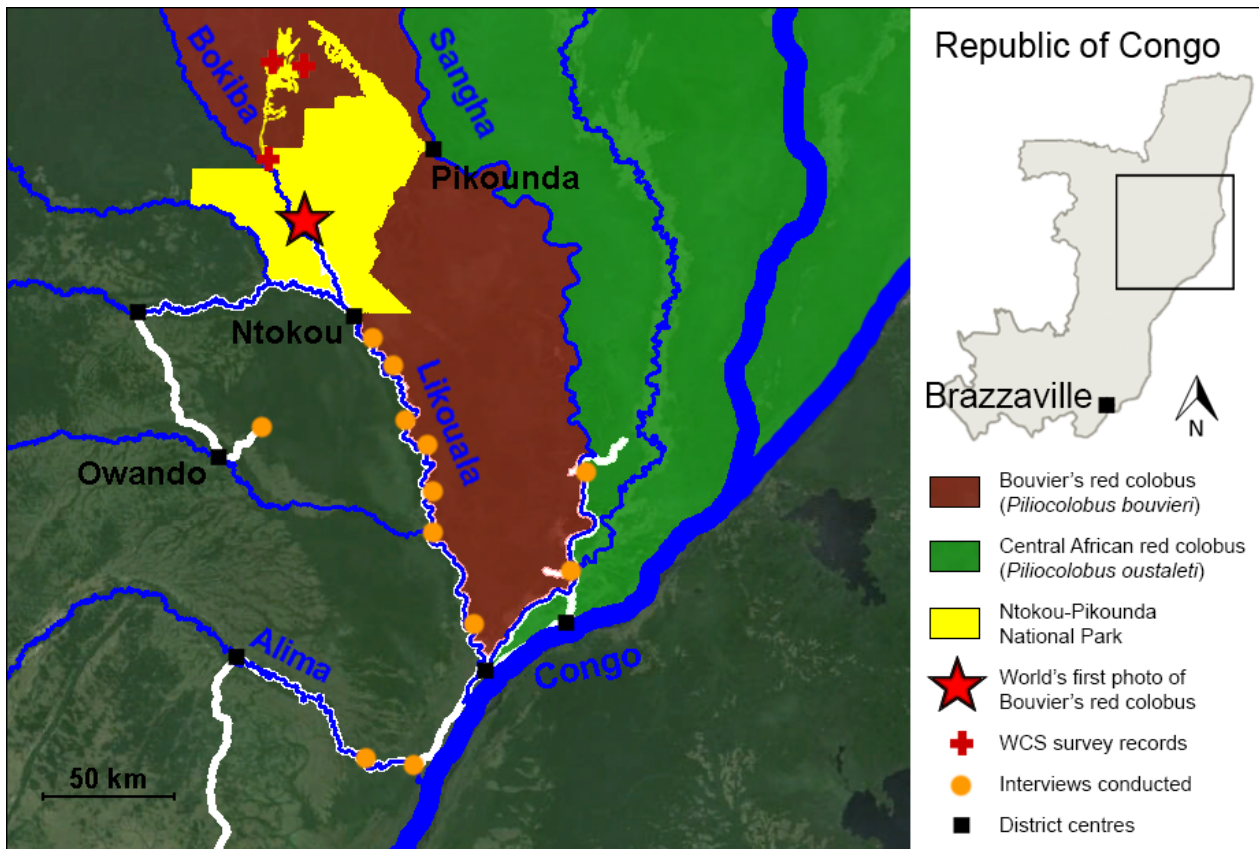 Bokiba
Sangha
Pikounda
Ntokou
Likouala
Owando
Alima
Congo
50 km
Republic of Congo
Brazzaville
N
Bouvier's red colobus
(Piliocolobus bouvieri)
Central African red colobus
(Piliocolobus oustaleti)
Ntokou-Pikounda
National Park
World's first photo of
Bouvier's red colobus
WCS survey records
Interviews conducted
District centres